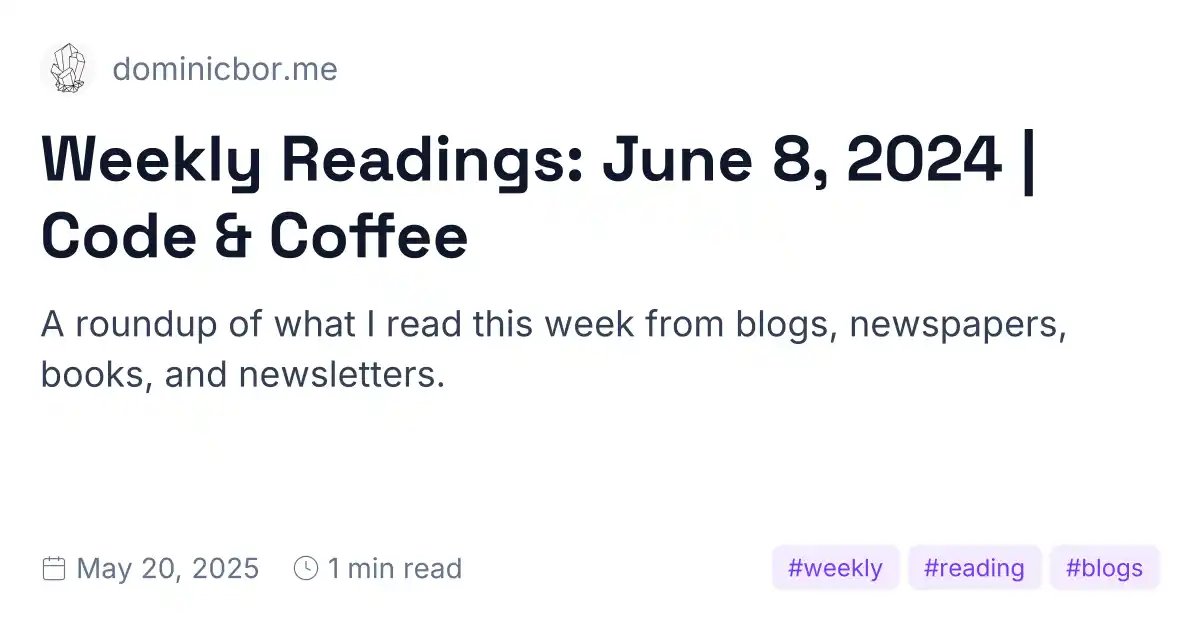 dominicbor.me
Weekly Readings: June 8, 2024 |
Code & Coffee
A roundup of what I read this week from blogs, newspapers,
books, and newsletters.
May 20, 2025 1 min read #weekly #reading #blogs